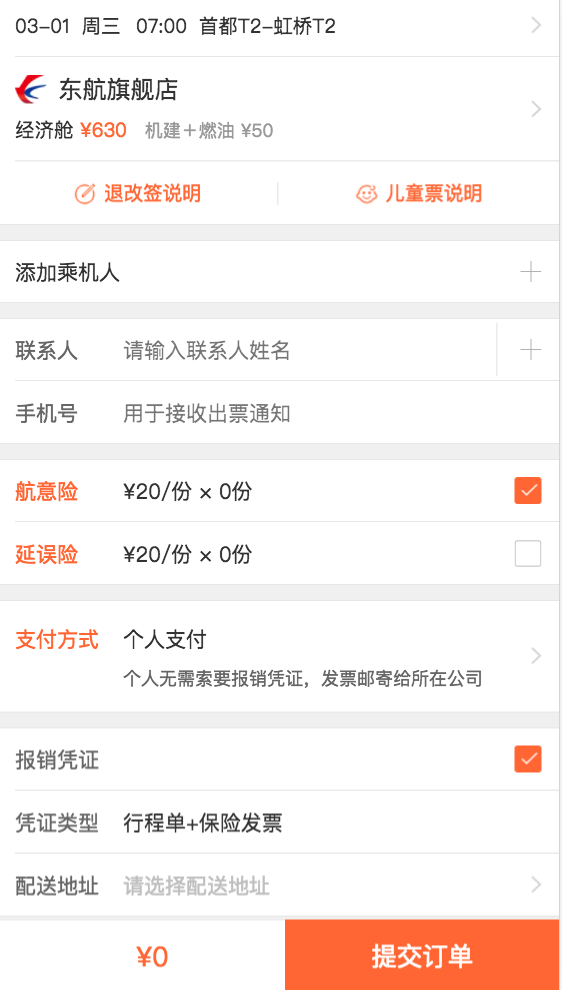 03-01 周三 07:00 首都T2-虹桥T2
东航旗舰店
经济舱 ¥630 机建+燃油 ¥50
退改签说明 儿童票说明
添加乘机人
联系人 请输入联系人姓名
手机号 用于接收出票通知
航意险 ¥20/份 × 0份
延误险 ¥20/份 × 0份
支付方式 个人支付
个人无需索要报销凭证，发票邮寄给所在公司
报销凭证
凭证类型 行程单+保险发票
配送地址 请选择配送地址
¥0 提交订单